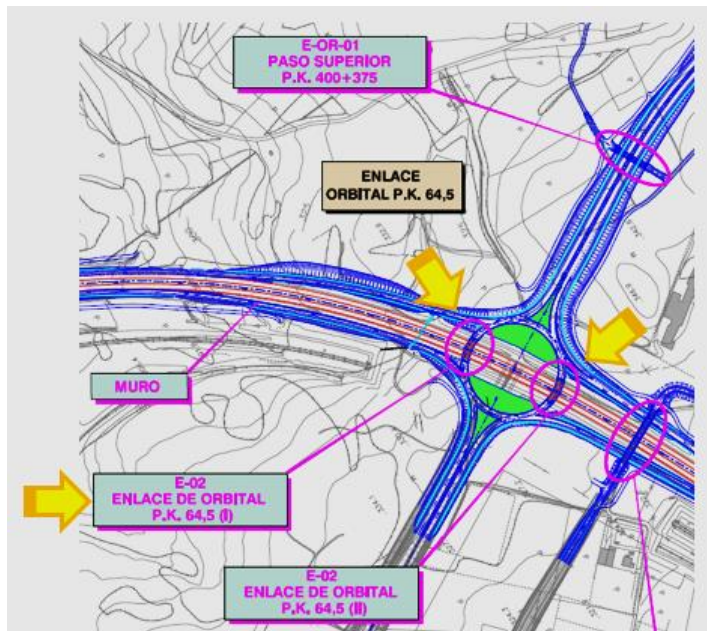 E-OR-01
PASO SUPERIOR
P.K. 400+375
ENLACE
ORBITAL P.K. 64,5
MURO
E-02
ENLACE DE ORBITAL
P.K. 64,5 (I)
E-02
ENLACE DE ORBITAL
P.K. 64,5 (II)